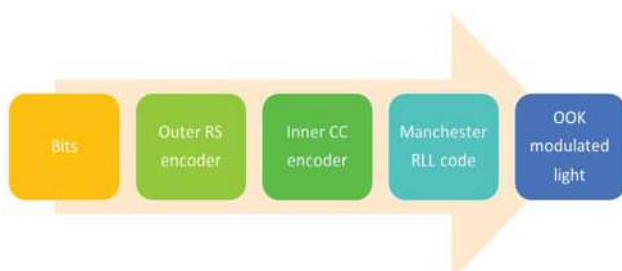 Bits
Outer RS
encoder
Inner CC
encoder
Manchester
RLL code
OOK
modulated
light